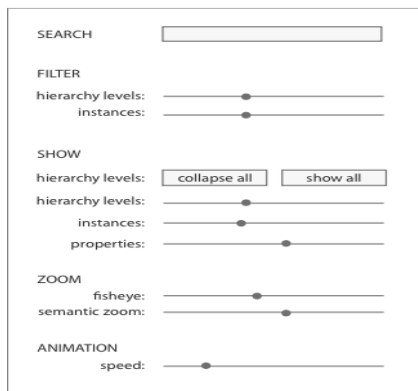 SEARCH
FILTER
hierarchy levels:
instances:
SHOW
hierarchy levels: collapse all show all
hierarchy levels:
instances:
properties:
ZOOM
fisheye:
semantic zoom:
ANIMATION
speed: